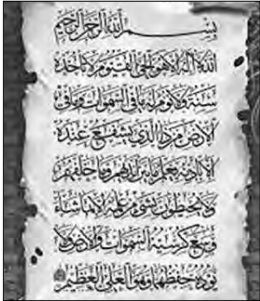 بسم الله الرحمن الرحيم
الله لا إله إلا هو الحي القيوم لا تأخذه
سنة ولا نوم له ما في السموات وما في
الأرض من ذا الذي يشفع عنده
إلا بإذنه يعلم ما بين أيديهم وما خلفهم
ولا يحيطون بشيء من علمه إلا بما شاء
وسع كرسيه السموات والأرض ولا
يؤده حفظهما وهو العلي العظيم